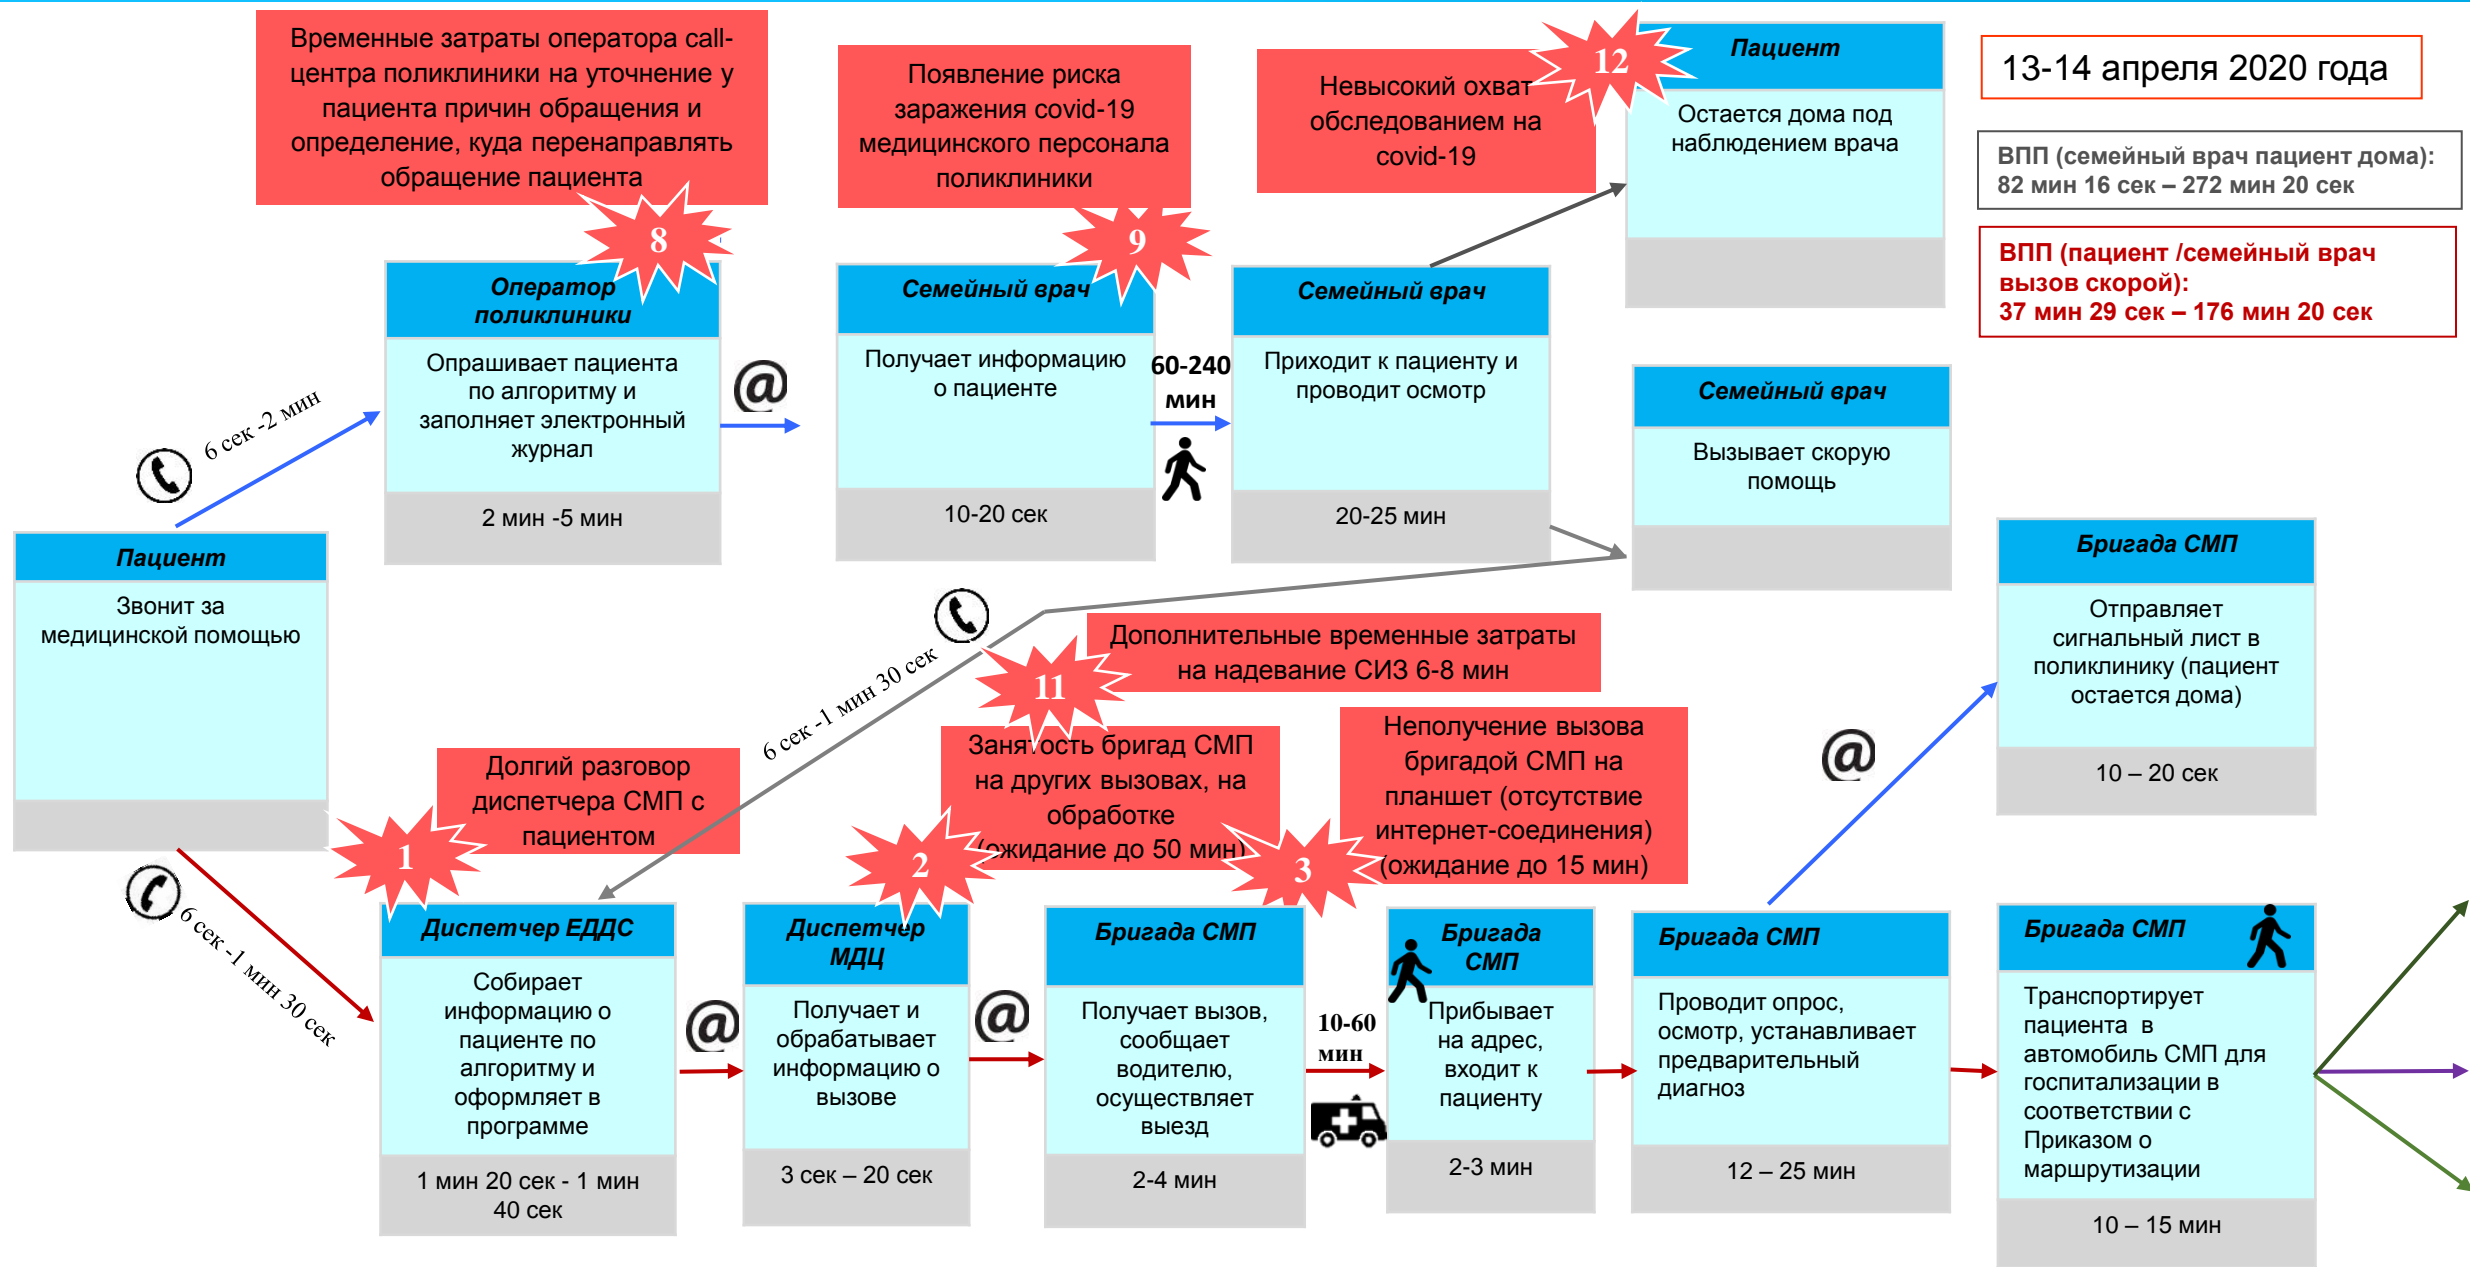 Временные затраты оператора call-
центра поликлиники на уточнение у
пациента причин обращения и
определение, куда перенаправлять
обращение пациента
8
Появление риска
заражения covid-19
медицинского персонала
поликлиники
9
Невысокий охват
обследованием на
covid-19
12
Пациент
Остается дома под
наблюдением врача
13-14 апреля 2020 года
ВПП (семейный врач пациент дома):
82 мин 16 сек – 272 мин 20 сек
ВПП (пациент /семейный врач
вызов скорой):
37 мин 29 сек – 176 мин 20 сек
Оператор
поликлиники
Опрашивает пациента
по алгоритму и
заполняет электронный
журнал
2 мин -5 мин
@
Семейный врач
Получает информацию
о пациенте
10-20 сек
60-240
мин
Семейный врач
Приходит к пациенту и
проводит осмотр
20-25 мин
Семейный врач
Вызывает скорую
помощь
6 сек -2 мин
Пациент
Звонит за
медицинской помощью
6 сек -1 мин 30 сек
6 сек -1 мин 30 сек
11
Дополнительные временные затраты
на надевание СИЗ 6-8 мин
1
Долгий разговор
диспетчера СМП с
пациентом
2
Занятость бригад СМП
на других вызовах, на
обработке
(ожидание до 50 мин)
3
Неполучение вызова
бригадой СМП на
планшет (отсутствие
интернет-соединения)
(ожидание до 15 мин)
@
Бригада СМП
Отправляет
сигнальный лист в
поликлинику (пациент
остается дома)
10 – 20 сек
Диспетчер ЕДДС
Собирает
информацию о
пациенте по
алгоритму и
оформляет в
программе
1 мин 20 сек - 1 мин
40 сек
@
Диспетчер
МДЦ
Получает и
обрабатывает
информацию о
вызове
3 сек – 20 сек
@
Бригада СМП
Получает вызов,
сообщает
водителю,
осуществляет
выезд
2-4 мин
10-60
мин
Бригада
СМП
Прибывает
на адрес,
входит к
пациенту
2-3 мин
Бригада СМП
Проводит опрос,
осмотр, устанавливает
предварительный
диагноз
12 – 25 мин
Бригада СМП
Транспортирует
пациента в
автомобиль СМП для
госпитализации в
соответствии с
Приказом о
маршрутизации
10 – 15 мин